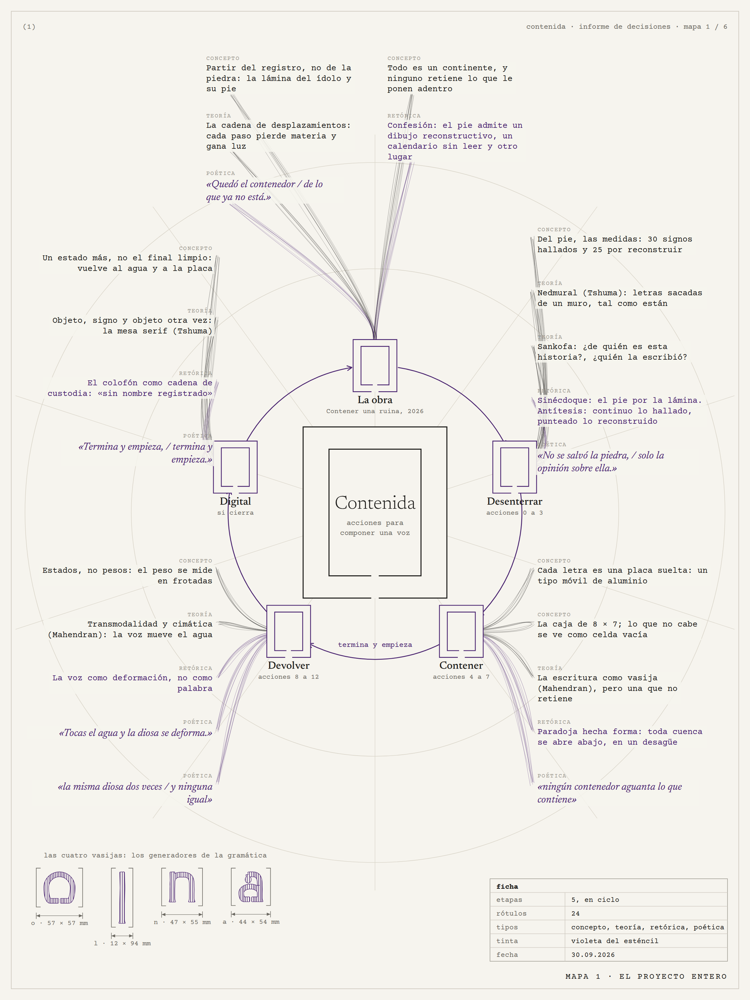 (1)
contenida · informe de decisiones · mapa 1 / 6
CONCEPTO
Partir del registro, no de la
piedra: la lámina del ídolo y
su pie
CONCEPTO
Todo es un continente, y
ninguno retiene lo que le
ponen adentro
TEORÍA
La cadena de desplazamientos:
cada paso pierde materia y
gana luz
RETÓRICA
Confesión: el pie admite un
dibujo reconstructivo, un
calendario sin leer y otro
lugar
POÉTICA
«Quedó el contenedor / de lo
que ya no está.»
CONCEPTO
Un estado más, no el final limpio:
vuelve al agua y a la placa
TEORÍA
Objeto, signo y objeto otra vez:
la mesa serif (Tshuma)
RETÓRICA
El colofón como cadena de
custodia: «sin nombre registrado»
POÉTICA
«Termina y empieza, / termina y
empieza.»
CONCEPTO
Del pie, las medidas: 30 signos
hallados y 25 por reconstruir
TEORÍA
Nedmural (Tshuma): letras sacadas
de un muro, tal como están
TEORÍA
Sankofa: ¿de quién es esta
historia?, ¿quién la escribió?
RETÓRICA
Sinécdoque: el pie por la lámina.
Antítesis: continuo lo hallado,
punteado lo reconstruido
POÉTICA
«No se salvó la piedra, / solo la
opinión sobre ella.»
La obra
Contener una ruina, 2026
Digital
si cierra
Contenida
acciones para
componer una voz
Desenterrar
acciones 0 a 3
CONCEPTO
Estados, no pesos: el peso se mide
en frotadas
TEORÍA
Transmodalidad y cimática
(Mahendran): la voz mueve el agua
RETÓRICA
La voz como deformación, no como
palabra
POÉTICA
«Tocas el agua y la diosa se deforma.»
POÉTICA
«la misma diosa dos veces / y ninguna
igual»
Devolver
acciones 8 a 12
termina y empieza
Contener
acciones 4 a 7
CONCEPTO
Cada letra es una placa suelta: un
tipo móvil de aluminio
CONCEPTO
La caja de 8 × 7; lo que no cabe
se ve como celda vacía
TEORÍA
La escritura como vasija
(Mahendran), pero una que no
retiene
RETÓRICA
Paradoja hecha forma: toda cuenca
se abre abajo, en un desagüe
POÉTICA
«ningún contenedor aguanta lo que
contiene»
las cuatro vasijas: los generadores de la gramática
o l n a
o · 57 × 57 mm
l · 12 × 94 mm
n · 47 × 55 mm
a · 44 × 54 mm
ficha
etapas 5, en ciclo
rótulos 24
tipos concepto, teoría, retórica, poética
tinta violeta del esténcil
fecha 30.09.2026
MAPA 1 · EL PROYECTO ENTERO